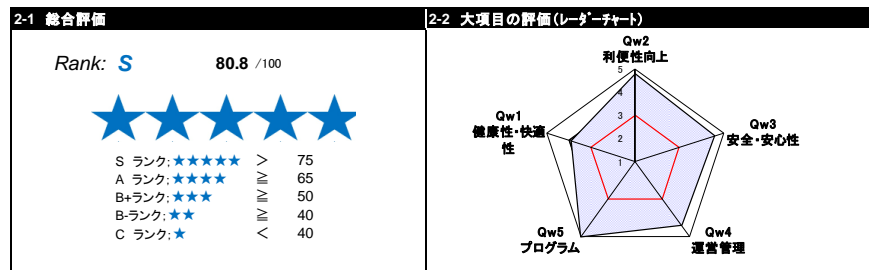 2-1 総合評価
2-2 大項目の評価(ﾚｰﾀﾞｰﾁｬｰﾄ)
Rank: S 80.8 /100
S ランク;★★★★★ ＞ 75
A ランク;★★★★ ≧ 65
B+ランク;★★★ ≧ 50
B-ランク;★★ ≧ 40
C ランク;★ ＜ 40
Qw2
利便性向上
5
4
3
2
1
Qw1
健康性・快適
性
Qw3
安全・安心性
Qw5
プログラム
Qw4
運営管理